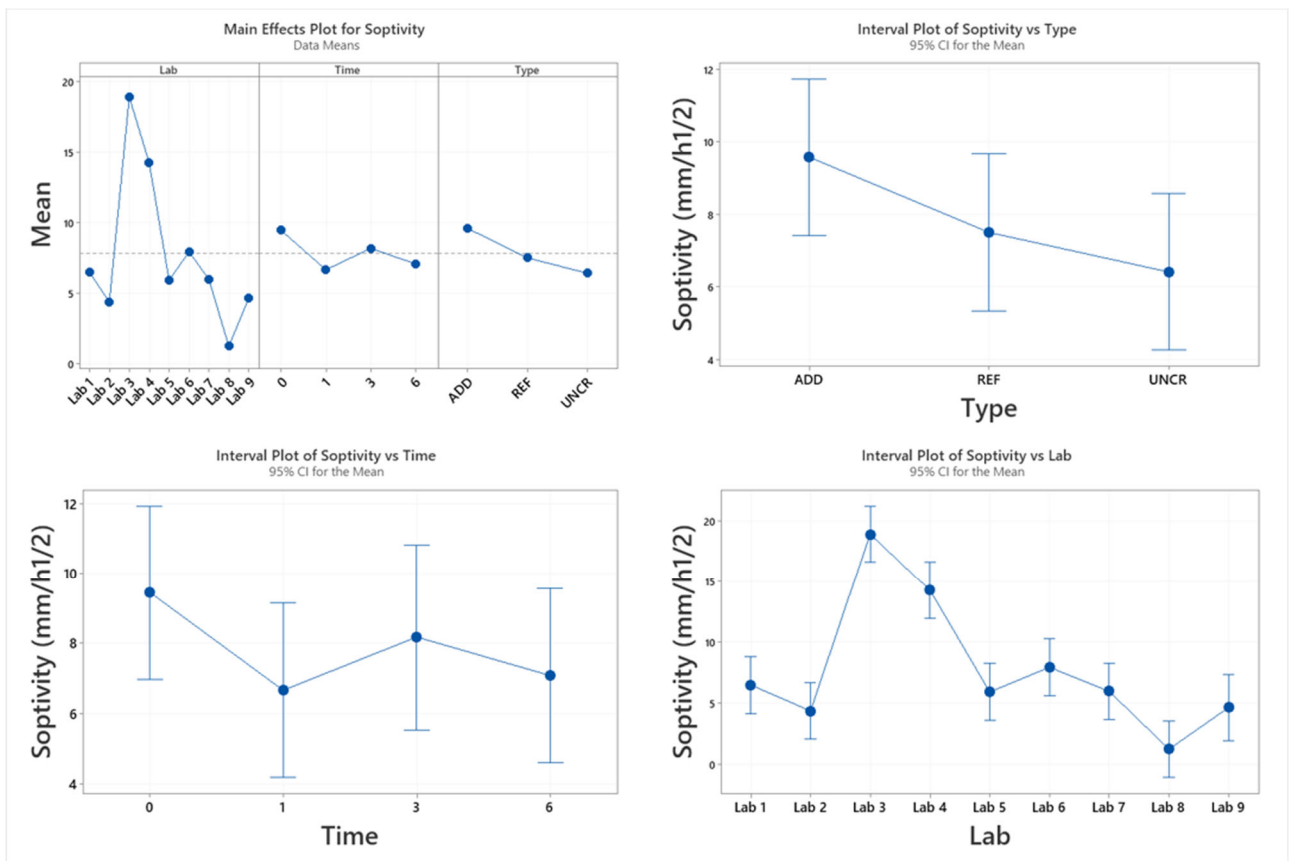 Main Effects Plot for Soptivity
Data Means
Lab Time Type
20
15
10
5
0
Mean
Lab 1 Lab 2 Lab 3 Lab 4 Lab 5 Lab 6 Lab 7 Lab 8 Lab 9 0 1 3 6 ADD REF UNCR
Interval Plot of Soptivity vs Type
95% CI for the Mean
12
10
8
6
4
Soptivity (mm/h1/2)
ADD REF UNCR
Type
Interval Plot of Soptivity vs Time
95% CI for the Mean
12
10
8
6
4
Soptivity (mm/h1/2)
0 1 3 6
Time
Interval Plot of Soptivity vs Lab
95% CI for the Mean
20
15
10
5
0
Soptivity (mm/h1/2)
Lab 1 Lab 2 Lab 3 Lab 4 Lab 5 Lab 6 Lab 7 Lab 8 Lab 9
Lab